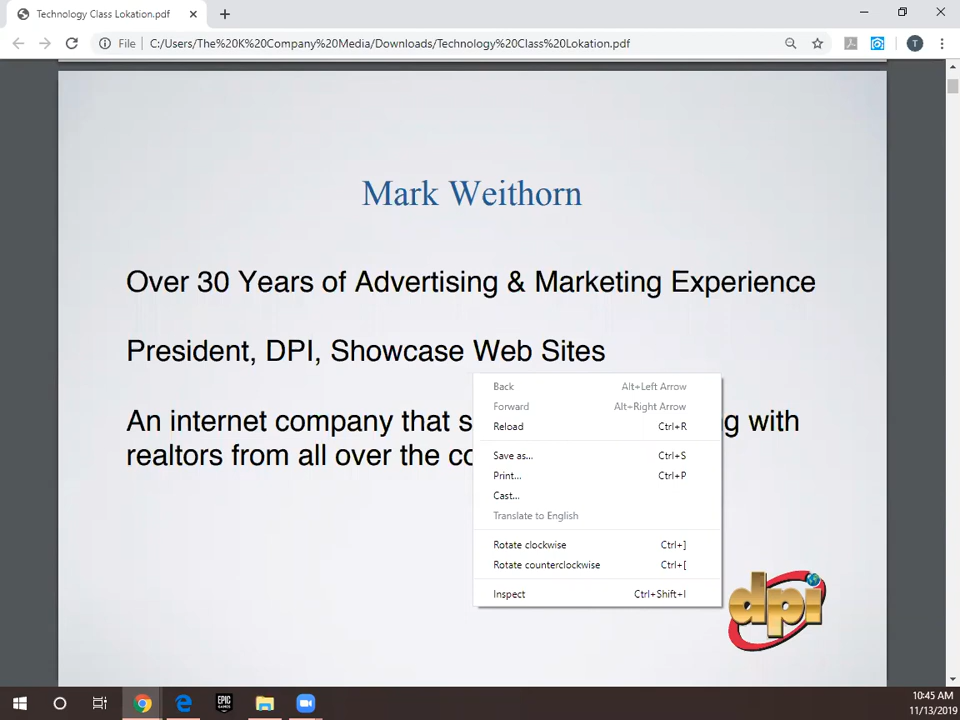 Technology Class Lokation.pdf
File C:/Users/The%20K%20Company%20Media/Downloads/Technology%20Class%20Lokation.pdf
T
Mark Weithorn
Over 30 Years of Advertising & Marketing Experience
President, DPI, Showcase Web Sites
An internet company that s g with
realtors from all over the co
Back Alt+Left Arrow
Forward Alt+Right Arrow
Reload Ctrl+R
Save as... Ctrl+S
Print... Ctrl+P
Cast...
Translate to English
Rotate clockwise Ctrl+]
Rotate counterclockwise Ctrl+[
Inspect Ctrl+Shift+I
dpi
EPIC
GAMES
10:45 AM
11/13/2019